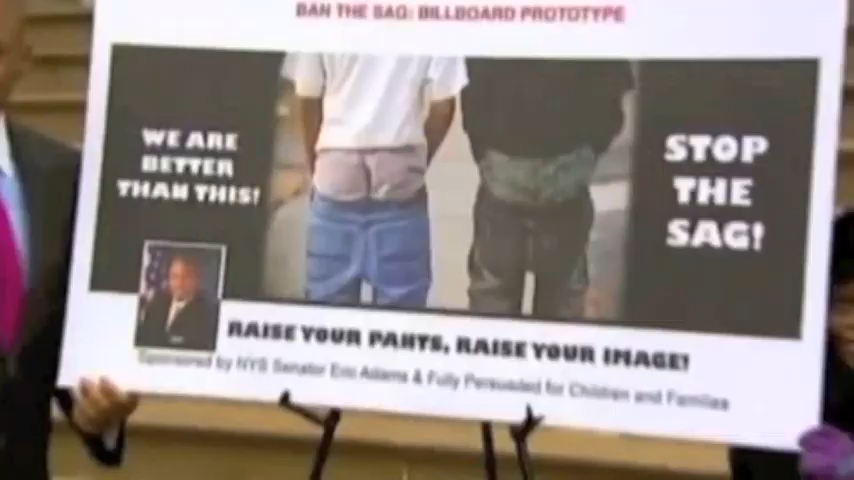 BAN THE SAG: BILLBOARD PROTOTYPE
WE ARE
BETTER
THAN THIS!
STOP
THE
SAG!
RAISE YOUR PANTS, RAISE YOUR IMAGE!
Sponsored by NYS Senator Eric Adams & Fully Persuaded for Children and Families